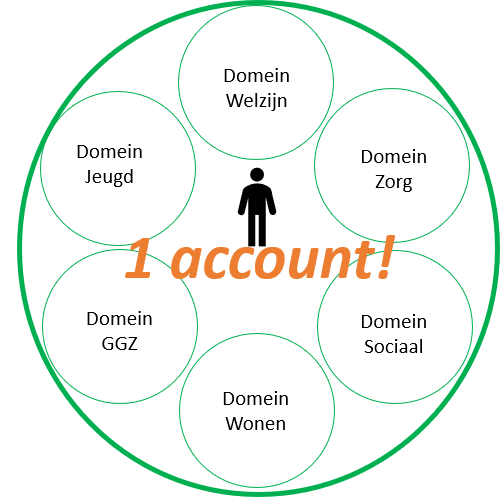 Domein
Welzijn
Domein
Jeugd
Domein
Zorg
1 account!
Domein
GGZ
Domein
Sociaal
Domein
Wonen